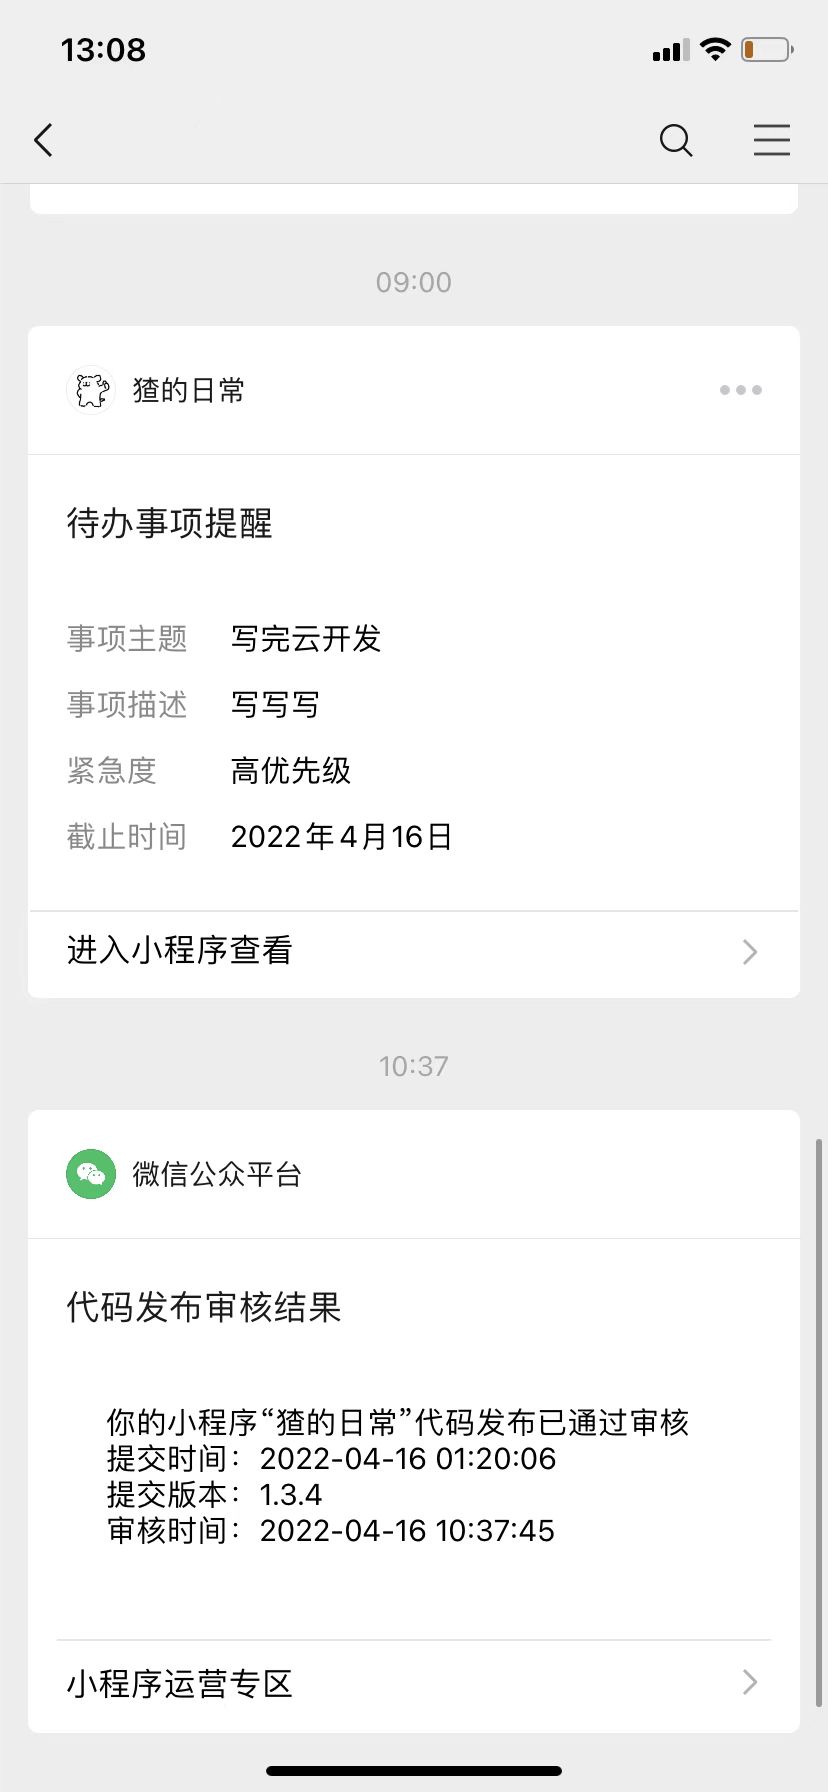 13:08
09:00
猹的日常
待办事项提醒
事项主题 写完云开发
事项描述 写写写
紧急度 高优先级
截止时间 2022年4月16日
进入小程序查看
10:37
微信公众平台
代码发布审核结果
你的小程序“猹的日常”代码发布已通过审核
提交时间：2022-04-16 01:20:06
提交版本：1.3.4
审核时间：2022-04-16 10:37:45
小程序运营专区